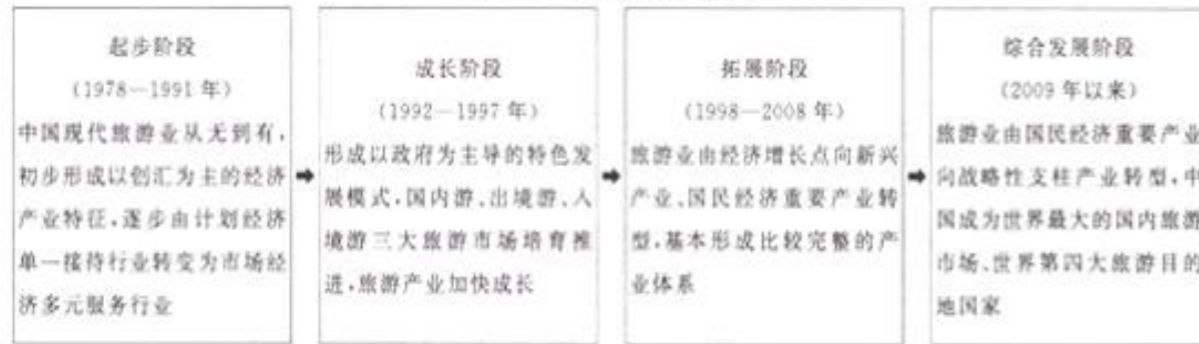 起步阶段
(1978—1991年)
中国现代旅游业从无到有,
初步形成以创汇为主的经济
产业特征,逐步由计划经济
单一接待行业转变为市场经
济多元服务行业
成长阶段
(1992—1997年)
形成以政府为主导的特色发
展模式,国内游、出境游、入
境游三大旅游市场培育推
进,旅游产业加快成长
拓展阶段
(1998—2008年)
旅游业由经济增长点向新兴
产业、国民经济重要产业转
型,基本形成比较完整的产
业体系
综合发展阶段
(2009年以来)
旅游业由国民经济重要产业
向战略性支柱产业转型,中
国成为世界最大的国内旅游
市场、世界第四大旅游目的
地国家